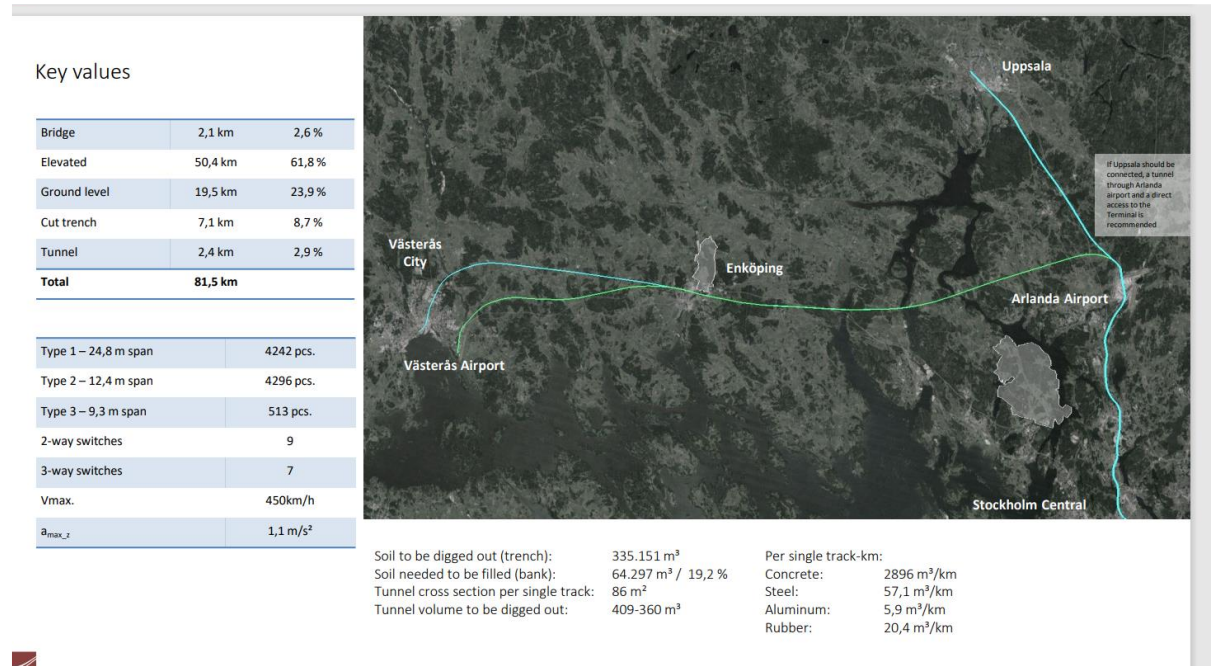 Key values
Bridge 2,1 km 2,6 %
Elevated 50,4 km 61,8 %
Ground level 19,5 km 23,9 %
Cut trench 7,1 km 8,7 %
Tunnel 2,4 km 2,9 %
Total 81,5 km
Type 1 – 24,8 m span 4242 pcs.
Type 2 – 12,4 m span 4296 pcs.
Type 3 – 9,3 m span 513 pcs.
2-way switches 9
3-way switches 7
Vmax. 450km/h
amax_z 1,1 m/s²
Uppsala
If Uppsala should be
connected, a tunnel
through Arlanda
airport and a direct
access to the
Terminal is
recommended
Västerås
City
Enköping
Arlanda Airport
Västerås Airport
Stockholm Central
Soil to be digged out (trench): 335.151 m³
Soil needed to be filled (bank): 64.297 m³ / 19,2 %
Tunnel cross section per single track: 86 m²
Tunnel volume to be digged out: 409-360 m³
Per single track-km:
Concrete: 2896 m³/km
Steel: 57,1 m³/km
Aluminum: 5,9 m³/km
Rubber: 20,4 m³/km